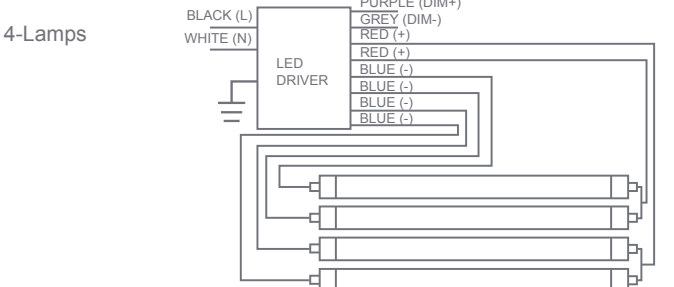 PURPLE (DIM+)
BLACK (L)
GREY (DIM-)
4-Lamps
WHITE (N)
RED (+)
RED (+)
LED
DRIVER
BLUE (-)
BLUE (-)
BLUE (-)
BLUE (-)